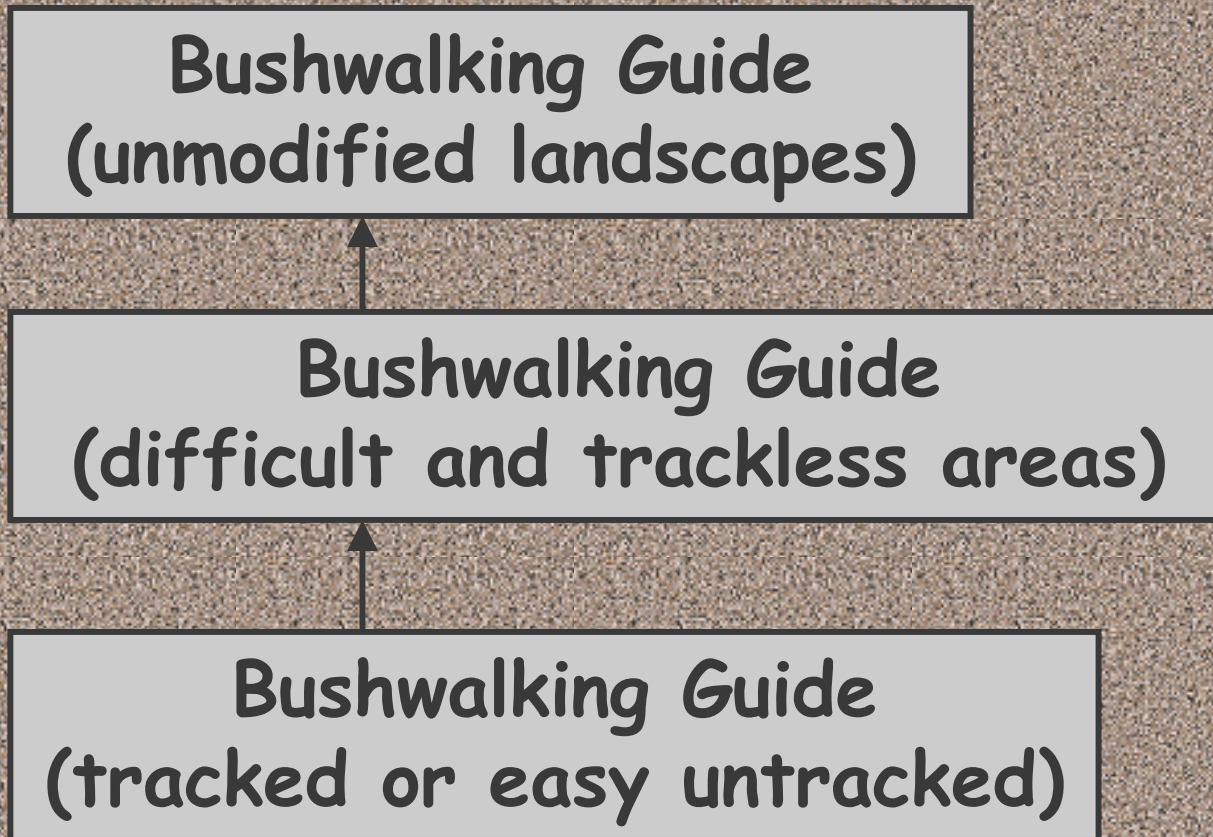 Bushwalking Guide
(unmodified landscapes)
Bushwalking Guide
(difficult and trackless areas)
Bushwalking Guide
(tracked or easy untracked)